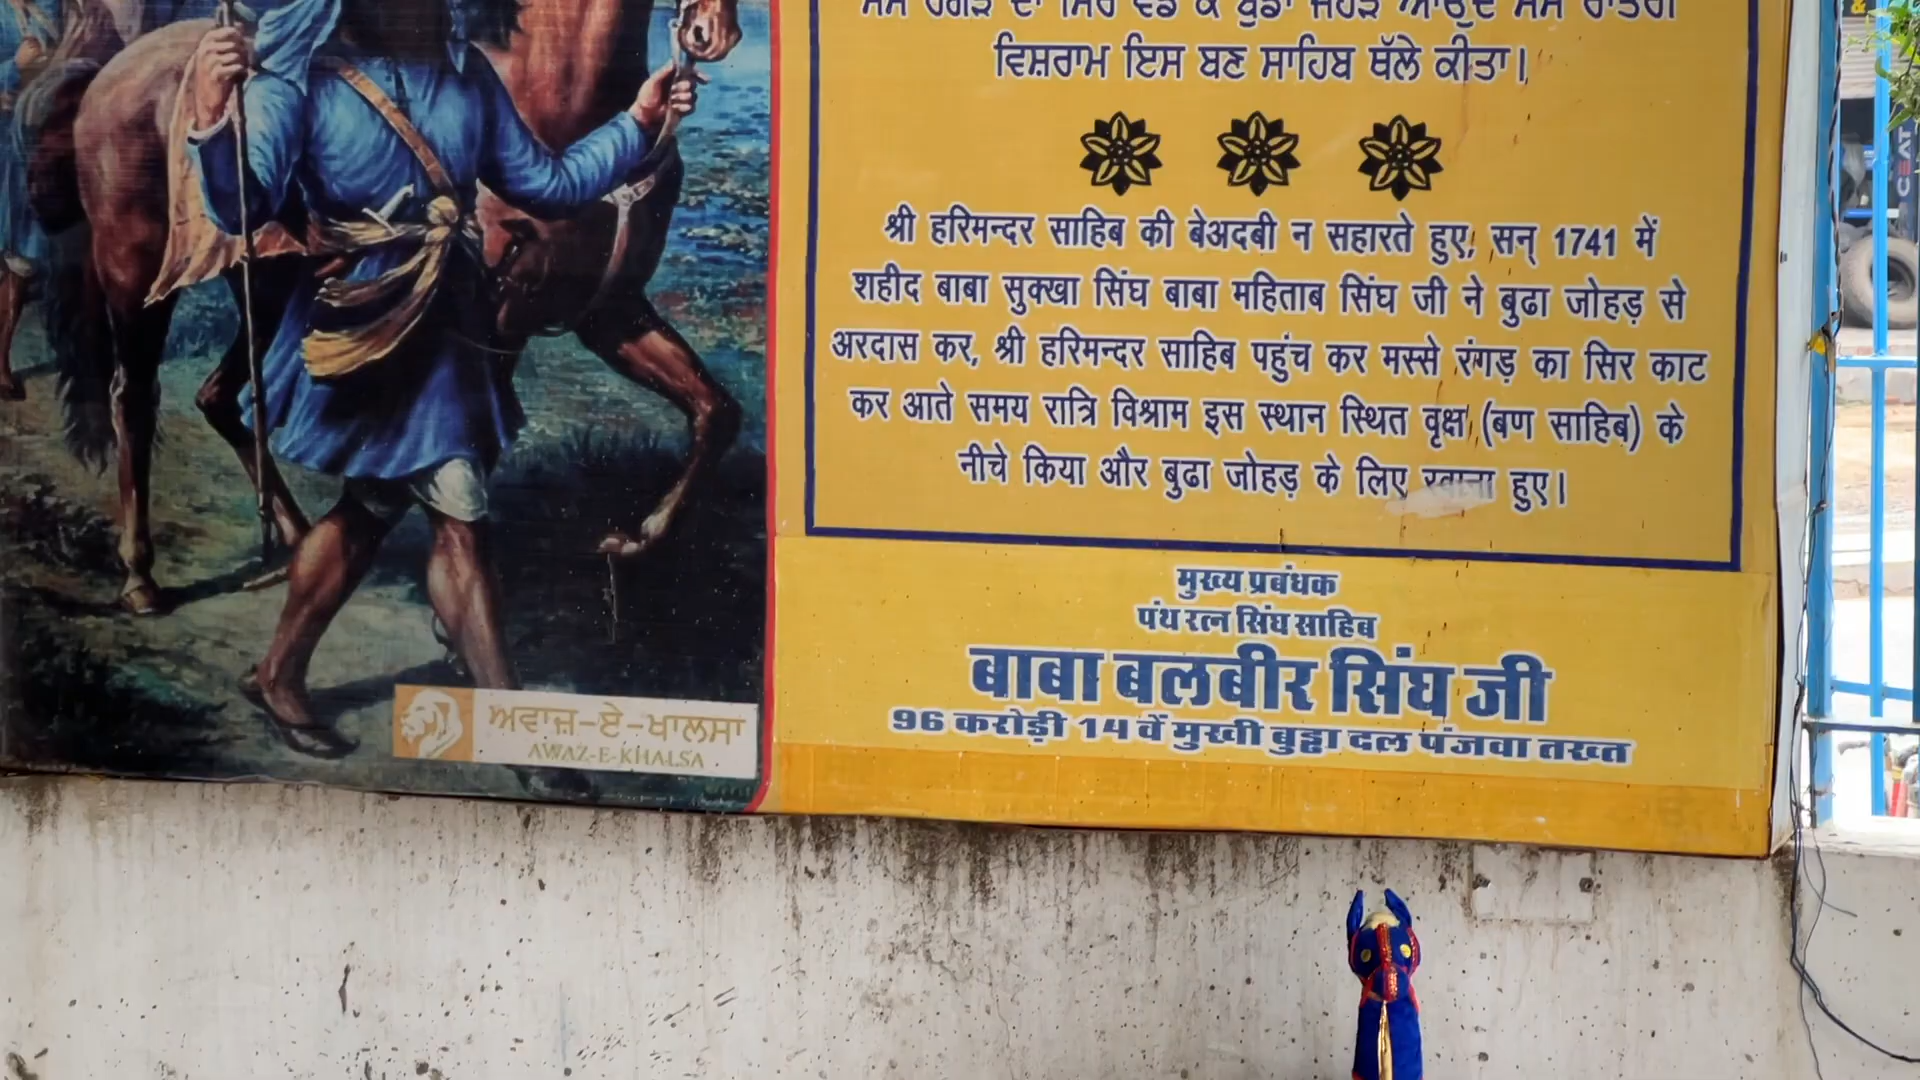 ਵਿਸ਼ਰਾਮ ਇਸ ਬਣ ਸਾਹਿਬ ਥੱਲੇ ਕੀਤਾ।
श्री हरिमन्दर साहिब की बेअदबी न सहारते हुए, सन् 1741 में
शहीद बाबा सुक्खा सिंघ बाबा महिताब सिंघ जी ने बुढा जोहड़ से
अरदास कर, श्री हरिमन्दर साहिब पहुंच कर मस्से रंगड़ का सिर काट
कर आते समय रात्रि विश्राम इस स्थान स्थित वृक्ष (बण साहिब) के
नीचे किया और बुढा जोहड़ के लिए रवाना हुए।
मुख्य प्रबंधक
पंथ रत्न सिंघ साहिब
बाबा बलबीर सिंघ जी
96 करोड़ी 14 वें मुखी बुड्ढा दल पंजवा तख्त
ਅਵਾਜ਼-ਏ-ਖਾਲਸਾ
AWAZ-E-KHALSA
CEAT